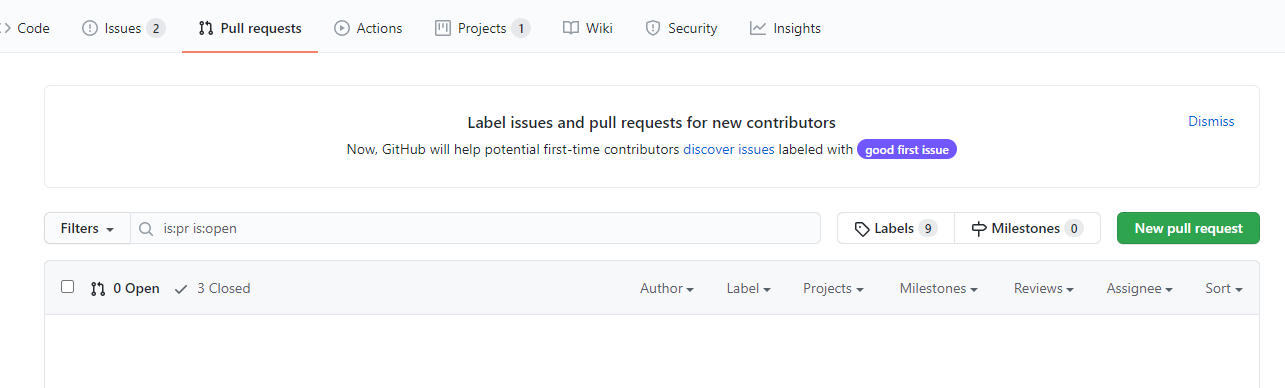 Code Issues 2 Pull requests Actions Projects 1 Wiki Security Insights
Label issues and pull requests for new contributors
Dismiss
Now, GitHub will help potential first-time contributors discover issues labeled with good first issue
Filters is:pr is:open Labels 9 Milestones 0 New pull request
0 Open 3 Closed Author Label Projects Milestones Reviews Assignee Sort